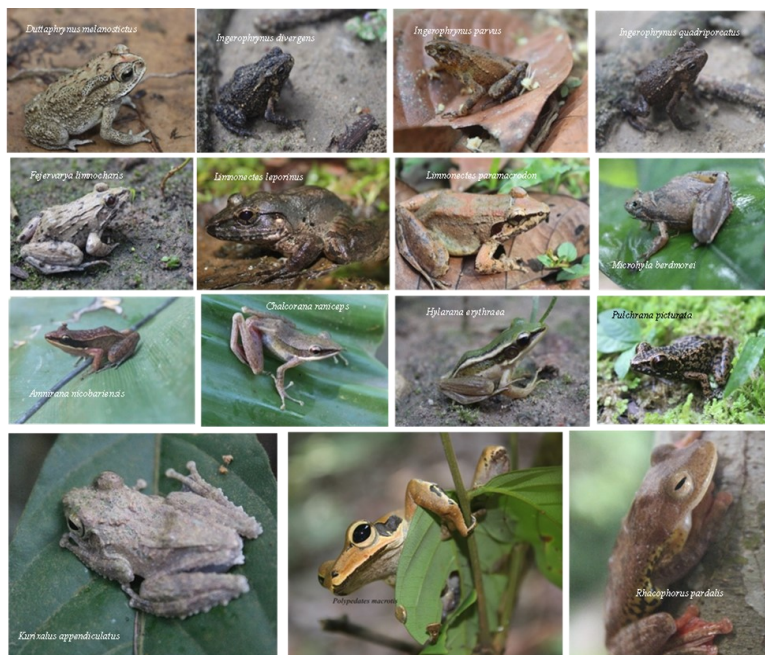 Duttaphrynus melanostictus
Ingerophrynus divergens
Ingerophrynus parvus
Ingerophrynus quadriporcatus
Fejervarya limnocharis
Limnonectes leporinus
Limnonectes paramacrodon
Microhyla berdmorei
Amnirana nicobariensis
Chalcorana raniceps
Hylarana erythraea
Pulchrana picturata
Kurixalus appendiculatus
Polypedates macrotis
Rhacophorus pardalis